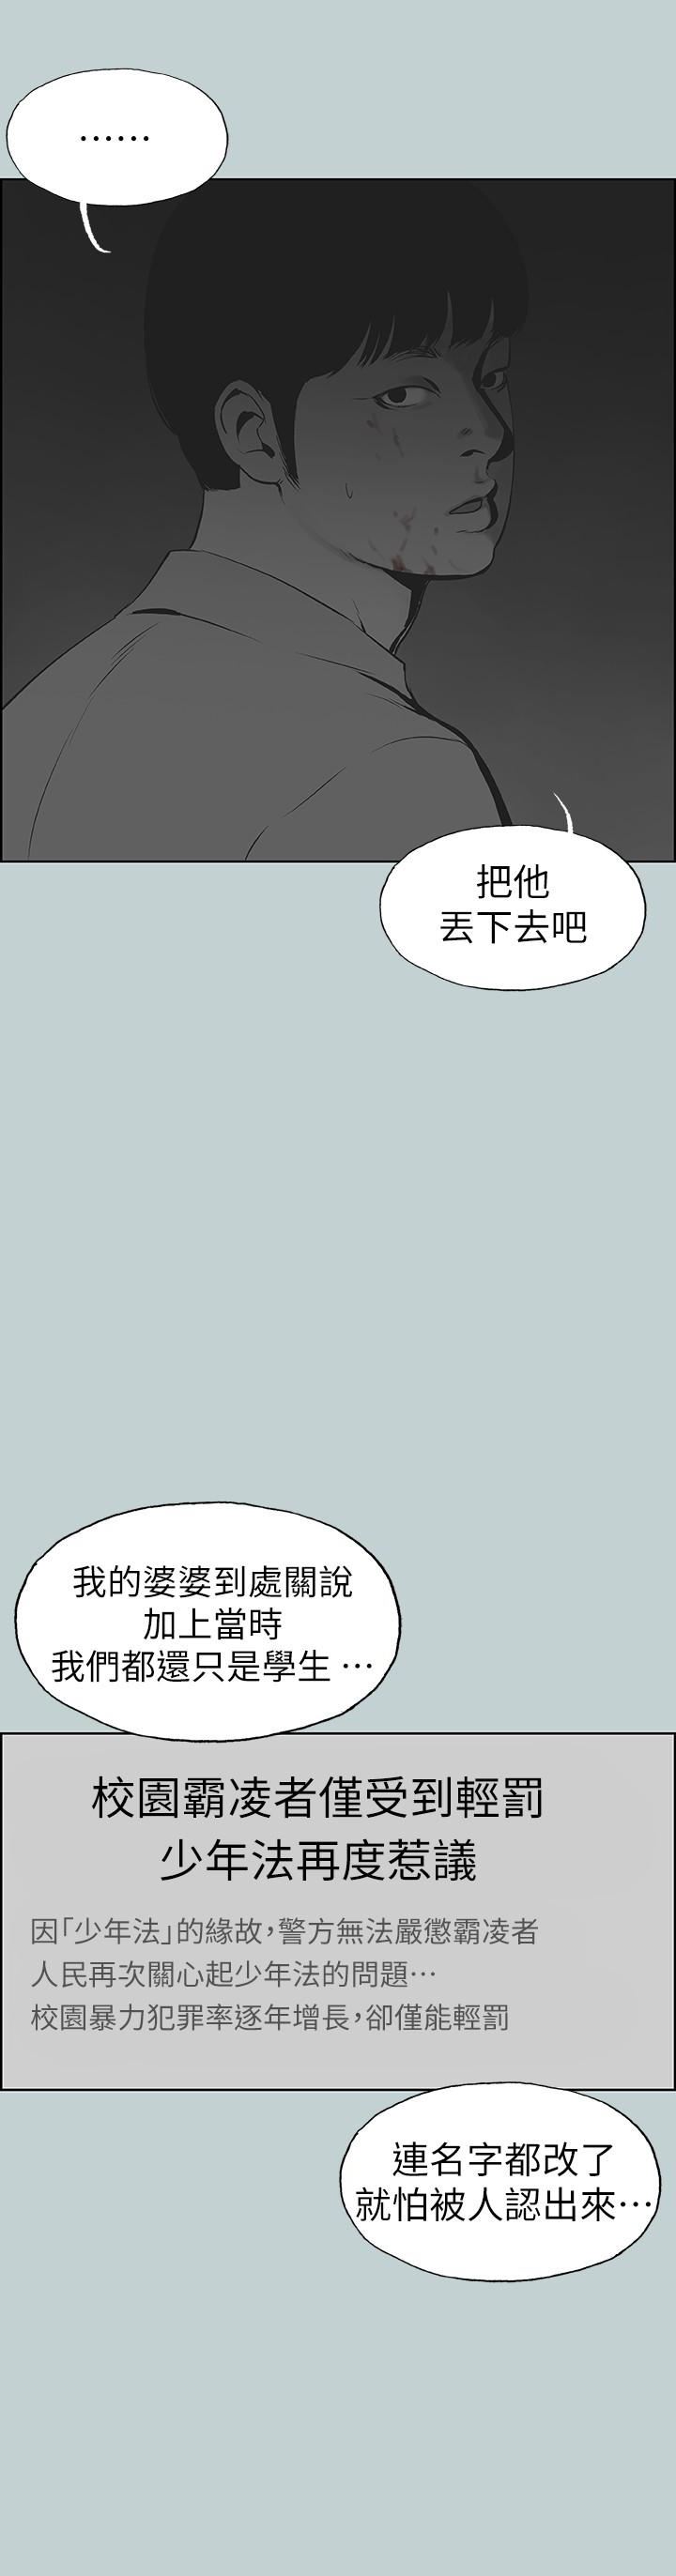 ……
把他
丟下去吧
我的婆婆到處關說
加上當時
我們都還只是學生…
校園霸凌者僅受到輕罰
少年法再度惹議
因「少年法」的緣故，警方無法嚴懲霸凌者
人民再次關心起少年法的問題…
校園暴力犯罪率逐年增長，卻僅能輕罰
連名字都改了
就怕被人認出來…